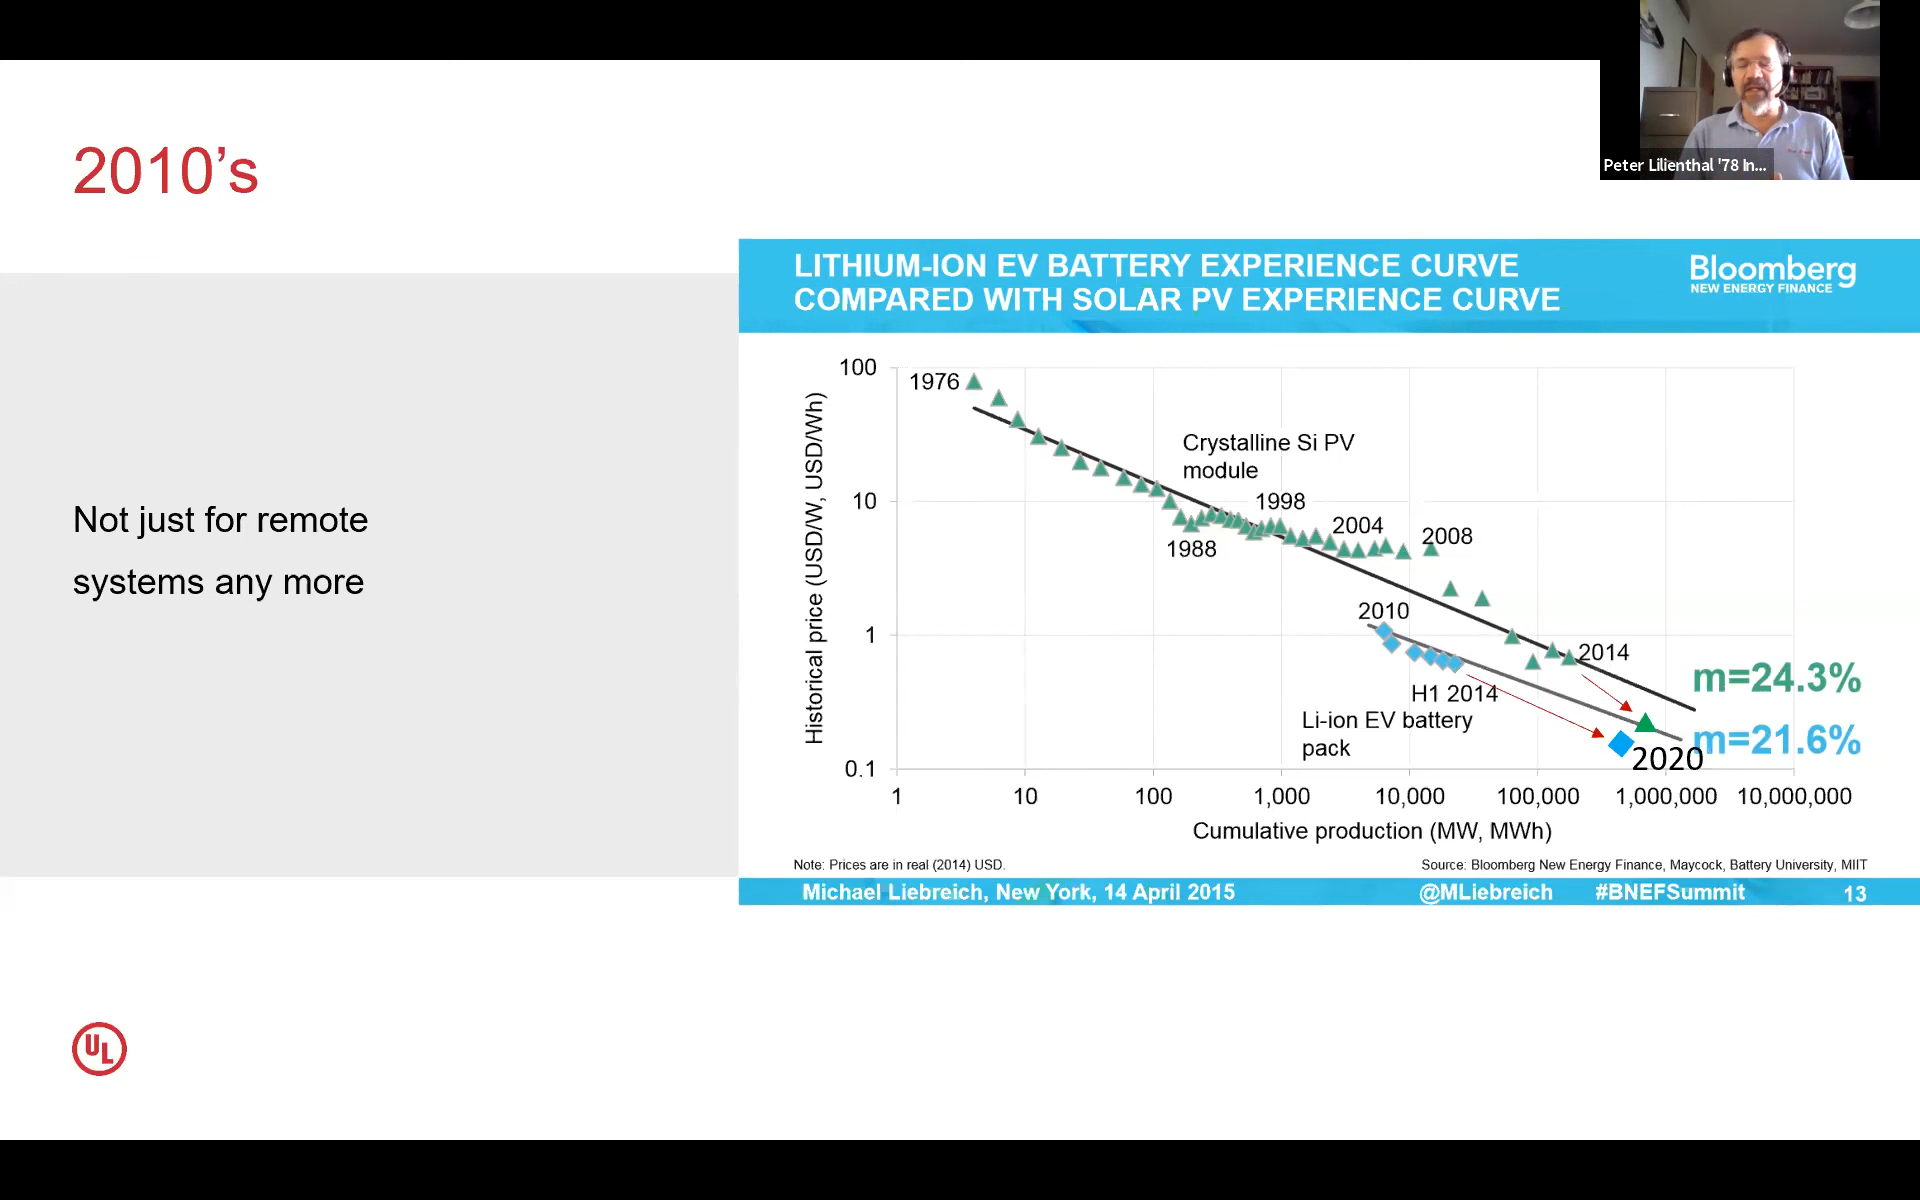 Peter Lilienthal '78 In...
2010’s
Not just for remote
systems any more
LITHIUM-ION EV BATTERY EXPERIENCE CURVE
COMPARED WITH SOLAR PV EXPERIENCE CURVE
Bloomberg
NEW ENERGY FINANCE
Historical price (USD/W, USD/Wh)
100
10
1
0.1
1976
Crystalline Si PV
module
1998
1988
2004
2008
2010
2014
H1 2014
Li-ion EV battery
pack
m=24.3%
m=21.6%
2020
1
10
100
1,000
10,000
100,000
1,000,000
10,000,000
Cumulative production (MW, MWh)
Note: Prices are in real (2014) USD.
Source: Bloomberg New Energy Finance, Maycock, Battery University, MIIT
Michael Liebreich, New York, 14 April 2015
@MLiebreich
#BNEFSummit
13
UL